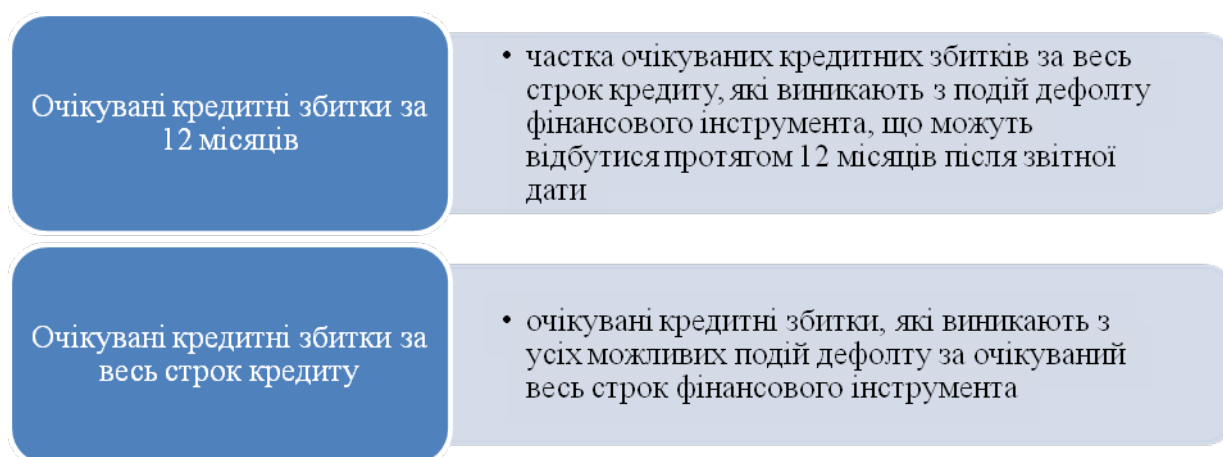 Очікувані кредитні збитки за
12 місяців
• частка очікуваних кредитних збитків за весь
строк кредиту, які виникають з подій дефолту
фінансового інструмента, що можуть
відбутися протягом 12 місяців після звітної
дати
Очікувані кредитні збитки за
весь строк кредиту
• очікувані кредитні збитки, які виникають з
усіх можливих подій дефолту за очікуваний
весь строк фінансового інструмента